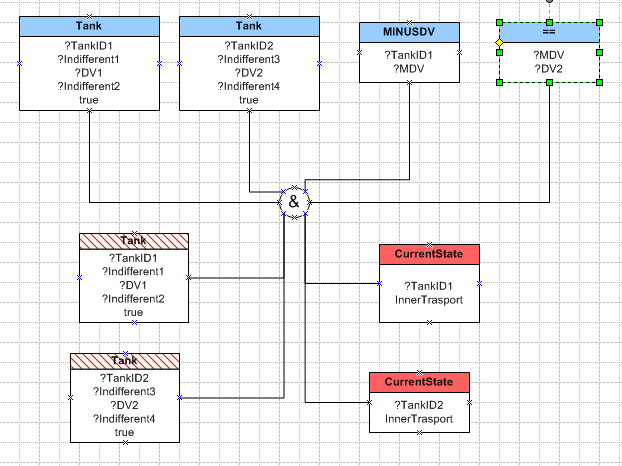 Tank
?TankID1
?Indifferent1
?DV1
?Indifferent2
true
Tank
?TankID2
?Indifferent3
?DV2
?Indifferent4
true
MINUSDV
?TankID1
?MDV
==
?MDV
?DV2
&
Tank
?TankID1
?Indifferent1
?DV1
?Indifferent2
true
CurrentState
?TankID1
InnerTrasport
Tank
?TankID2
?Indifferent3
?DV2
?Indifferent4
true
CurrentState
?TankID2
InnerTrasport